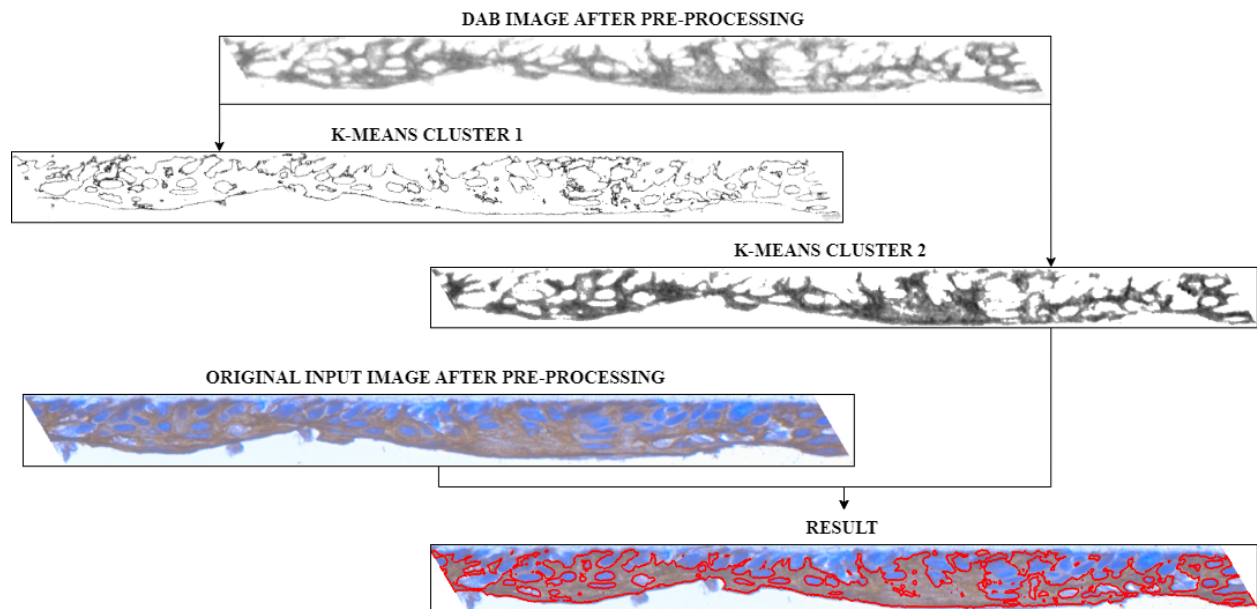 DAB IMAGE AFTER PRE-PROCESSING
K-MEANS CLUSTER 1
K-MEANS CLUSTER 2
ORIGINAL INPUT IMAGE AFTER PRE-PROCESSING
RESULT